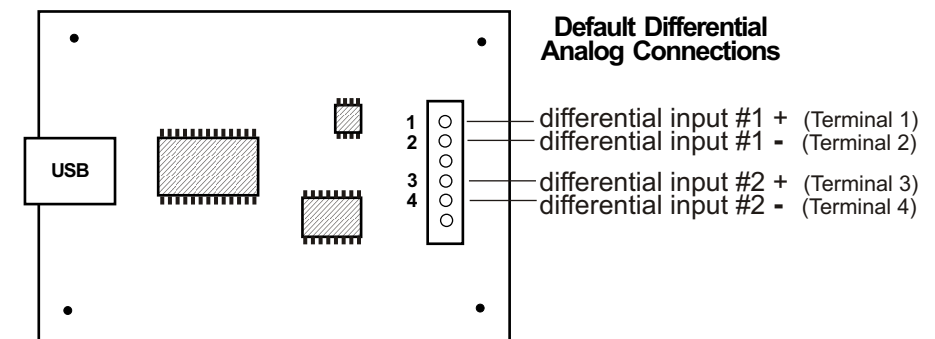 Default Differential
Analog Connections
1 differential input #1 + (Terminal 1)
2 differential input #1 - (Terminal 2)
USB
3 differential input #2 + (Terminal 3)
4 differential input #2 - (Terminal 4)